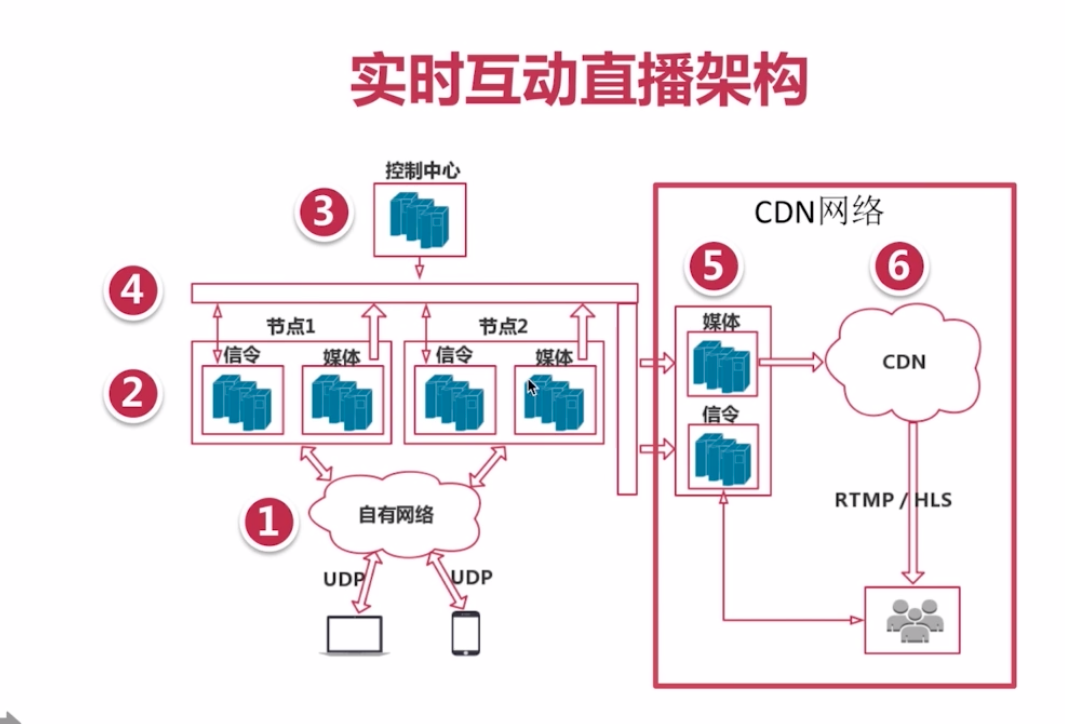 实时互动直播架构
控制中心
3
CDN网络
4
5
6
节点1
节点2
媒体
信令
媒体
信令
媒体
CDN
2
信令
1
自有网络
RTMP / HLS
UDP
UDP